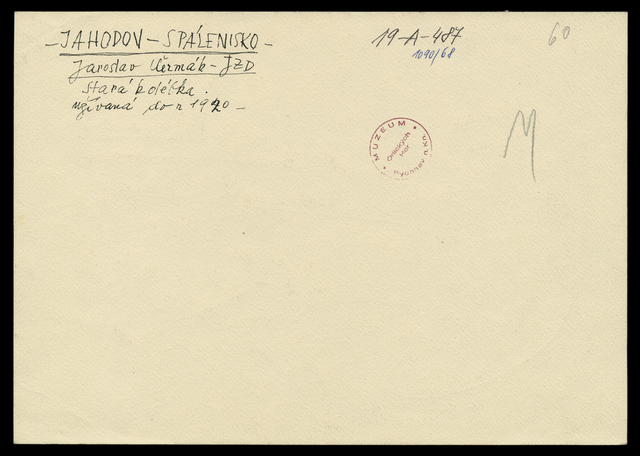 – JAHODOV – SPÁLENISKO –
Jaroslav Čermák – JZD
stará kolébka.
užívaná do r 1920 –
19–A–487
1090/68
60
MUZEUM
Orlických
hor
Rychnov n. Kn.
M